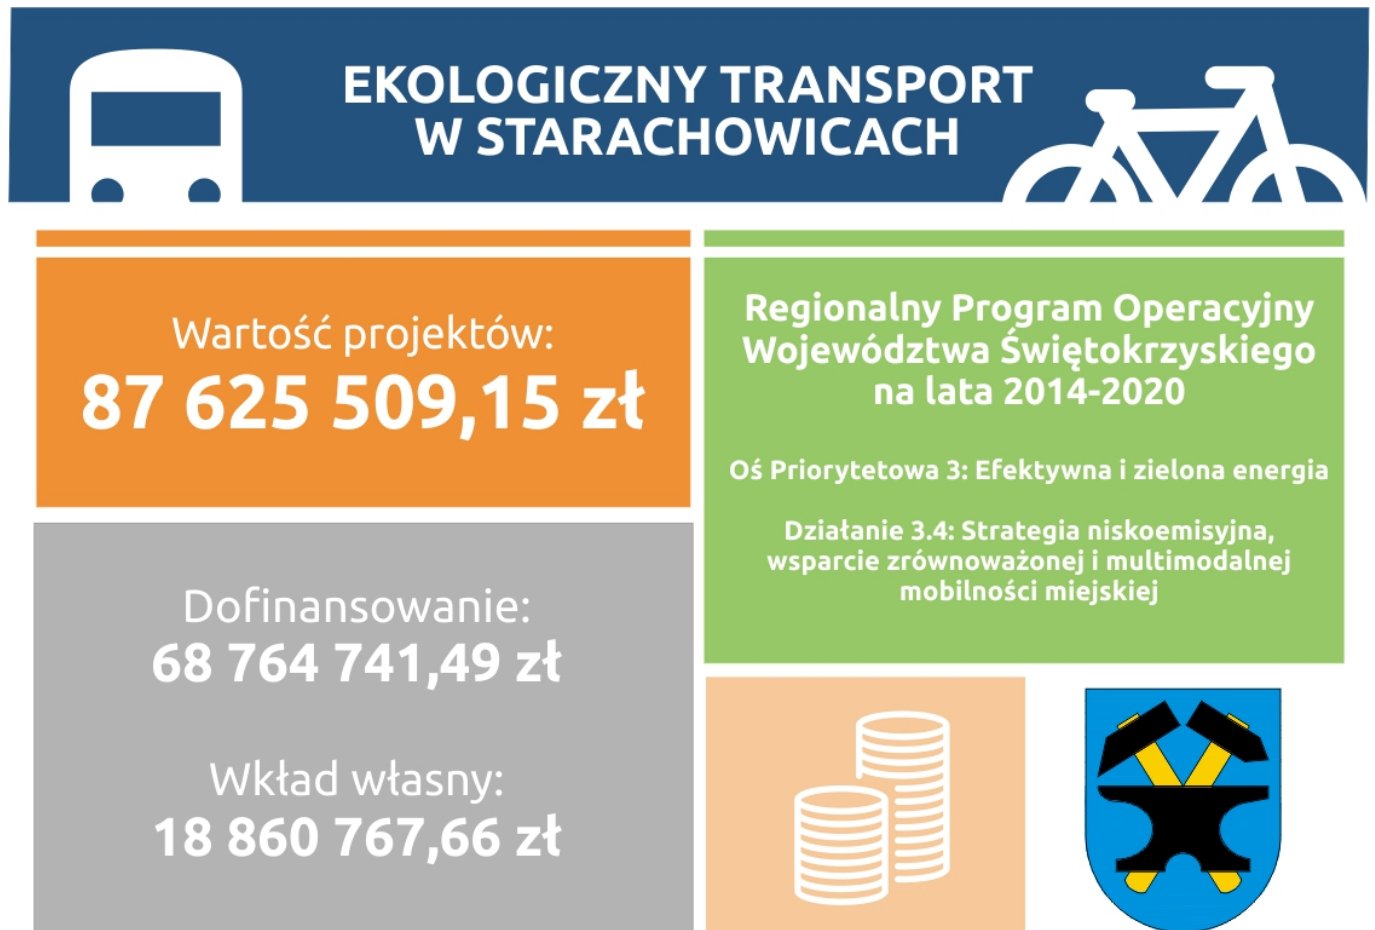 EKOLOGICZNY TRANSPORT
W STARACHOWICACH
Wartość projektów:
87 625 509,15 zł
Dofinansowanie:
68 764 741,49 zł
Wkład własny:
18 860 767,66 zł
Regionalny Program Operacyjny
Województwa Świętokrzyskiego
na lata 2014-2020
Oś Priorytetowa 3: Efektywna i zielona energia
Działanie 3.4: Strategia niskoemisyjna,
wsparcie zrównoważonej i multimodalnej
mobilności miejskiej